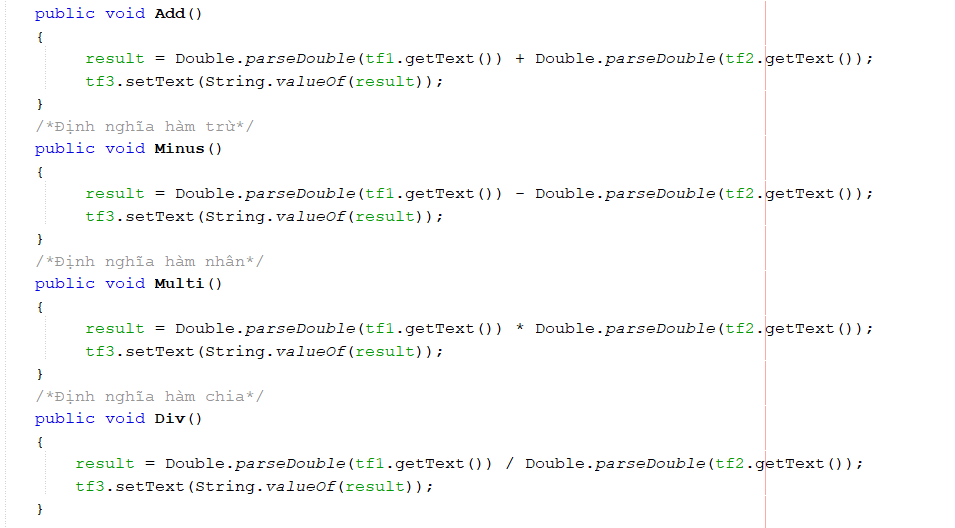 public void Add()
{
result = Double.parseDouble(tf1.getText()) + Double.parseDouble(tf2.getText());
tf3.setText(String.valueOf(result));
}
/*Định nghĩa hàm trừ*/
public void Minus()
{
result = Double.parseDouble(tf1.getText()) - Double.parseDouble(tf2.getText());
tf3.setText(String.valueOf(result));
}
/*Định nghĩa hàm nhân*/
public void Multi()
{
result = Double.parseDouble(tf1.getText()) * Double.parseDouble(tf2.getText());
tf3.setText(String.valueOf(result));
}
/*Định nghĩa hàm chia*/
public void Div()
{
result = Double.parseDouble(tf1.getText()) / Double.parseDouble(tf2.getText());
tf3.setText(String.valueOf(result));
}